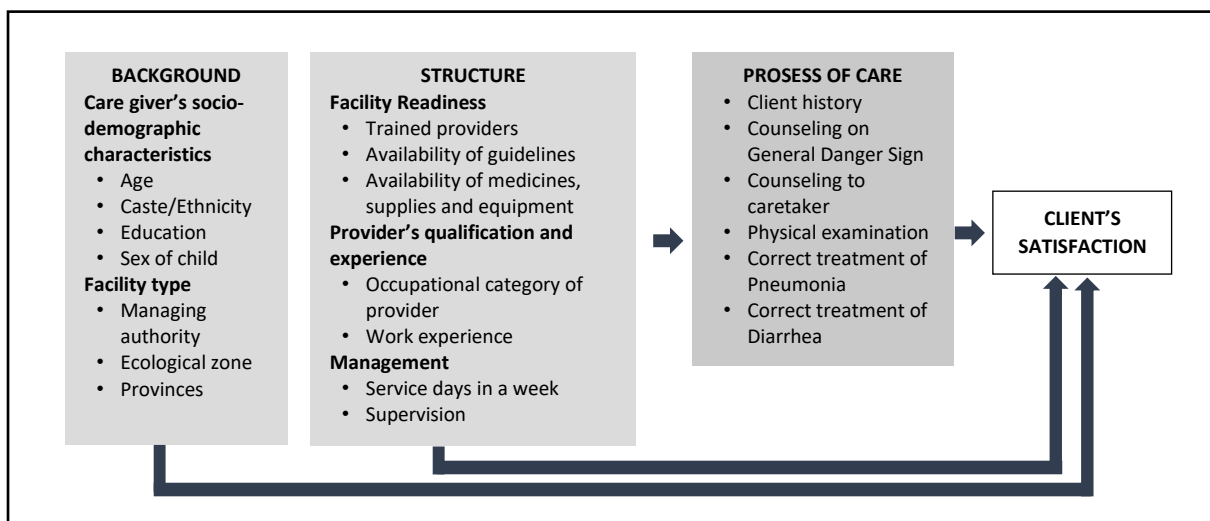 BACKGROUND
Care giver's socio-
demographic
characteristics
• Age
• Caste/Ethnicity
• Education
• Sex of child
Facility type
• Managing
authority
• Ecological zone
• Provinces
STRUCTURE
Facility Readiness
• Trained providers
• Availability of guidelines
• Availability of medicines,
supplies and equipment
Provider's qualification and
experience
• Occupational category of
provider
• Work experience
Management
• Service days in a week
• Supervision
PROSESS OF CARE
• Client history
• Counseling on
General Danger Sign
• Counseling to
caretaker
• Physical examination
• Correct treatment of
Pneumonia
• Correct treatment of
Diarrhea
CLIENT'S
SATISFACTION